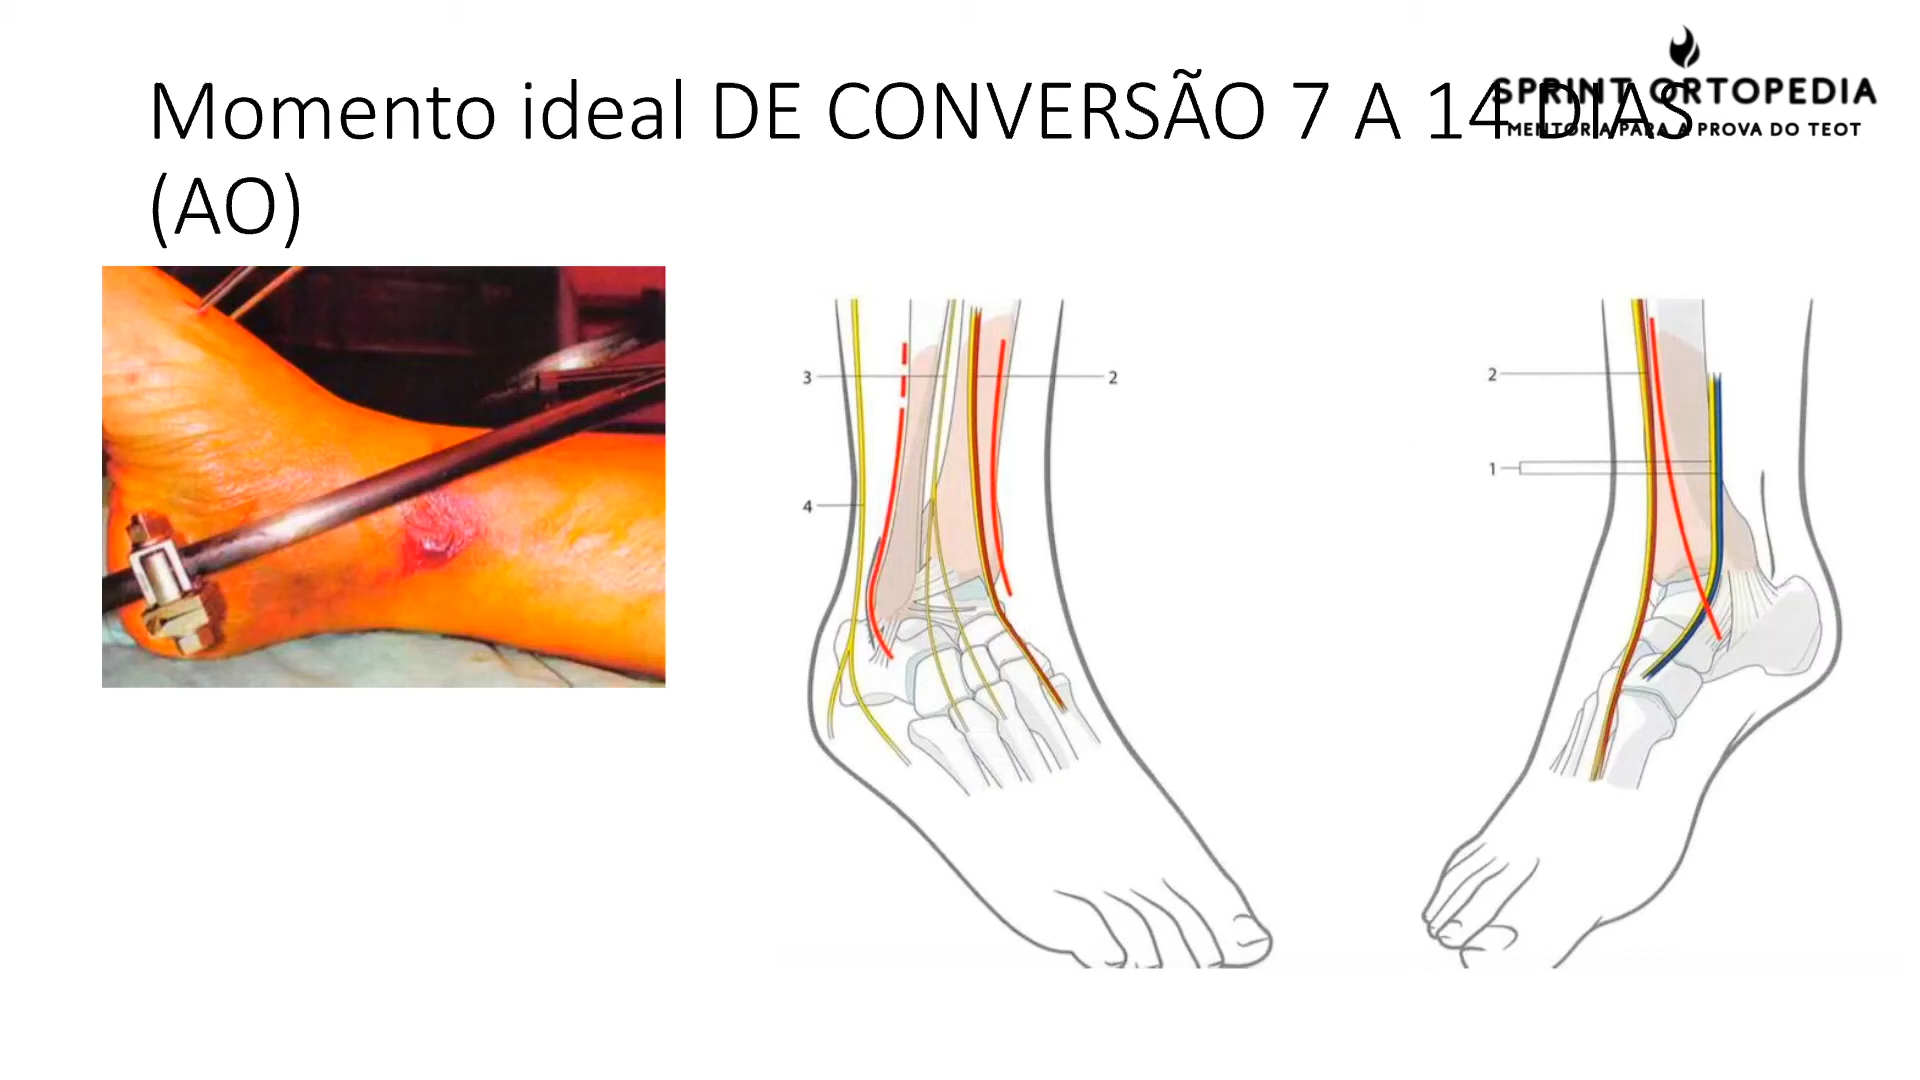 Momento ideal DE CONVERSÃO 7 A 14 DIAS
(AO)
SPRINT ORTOPEDIA
MENTORIA PARA A PROVA DO TEOT
3
2
4
2
1